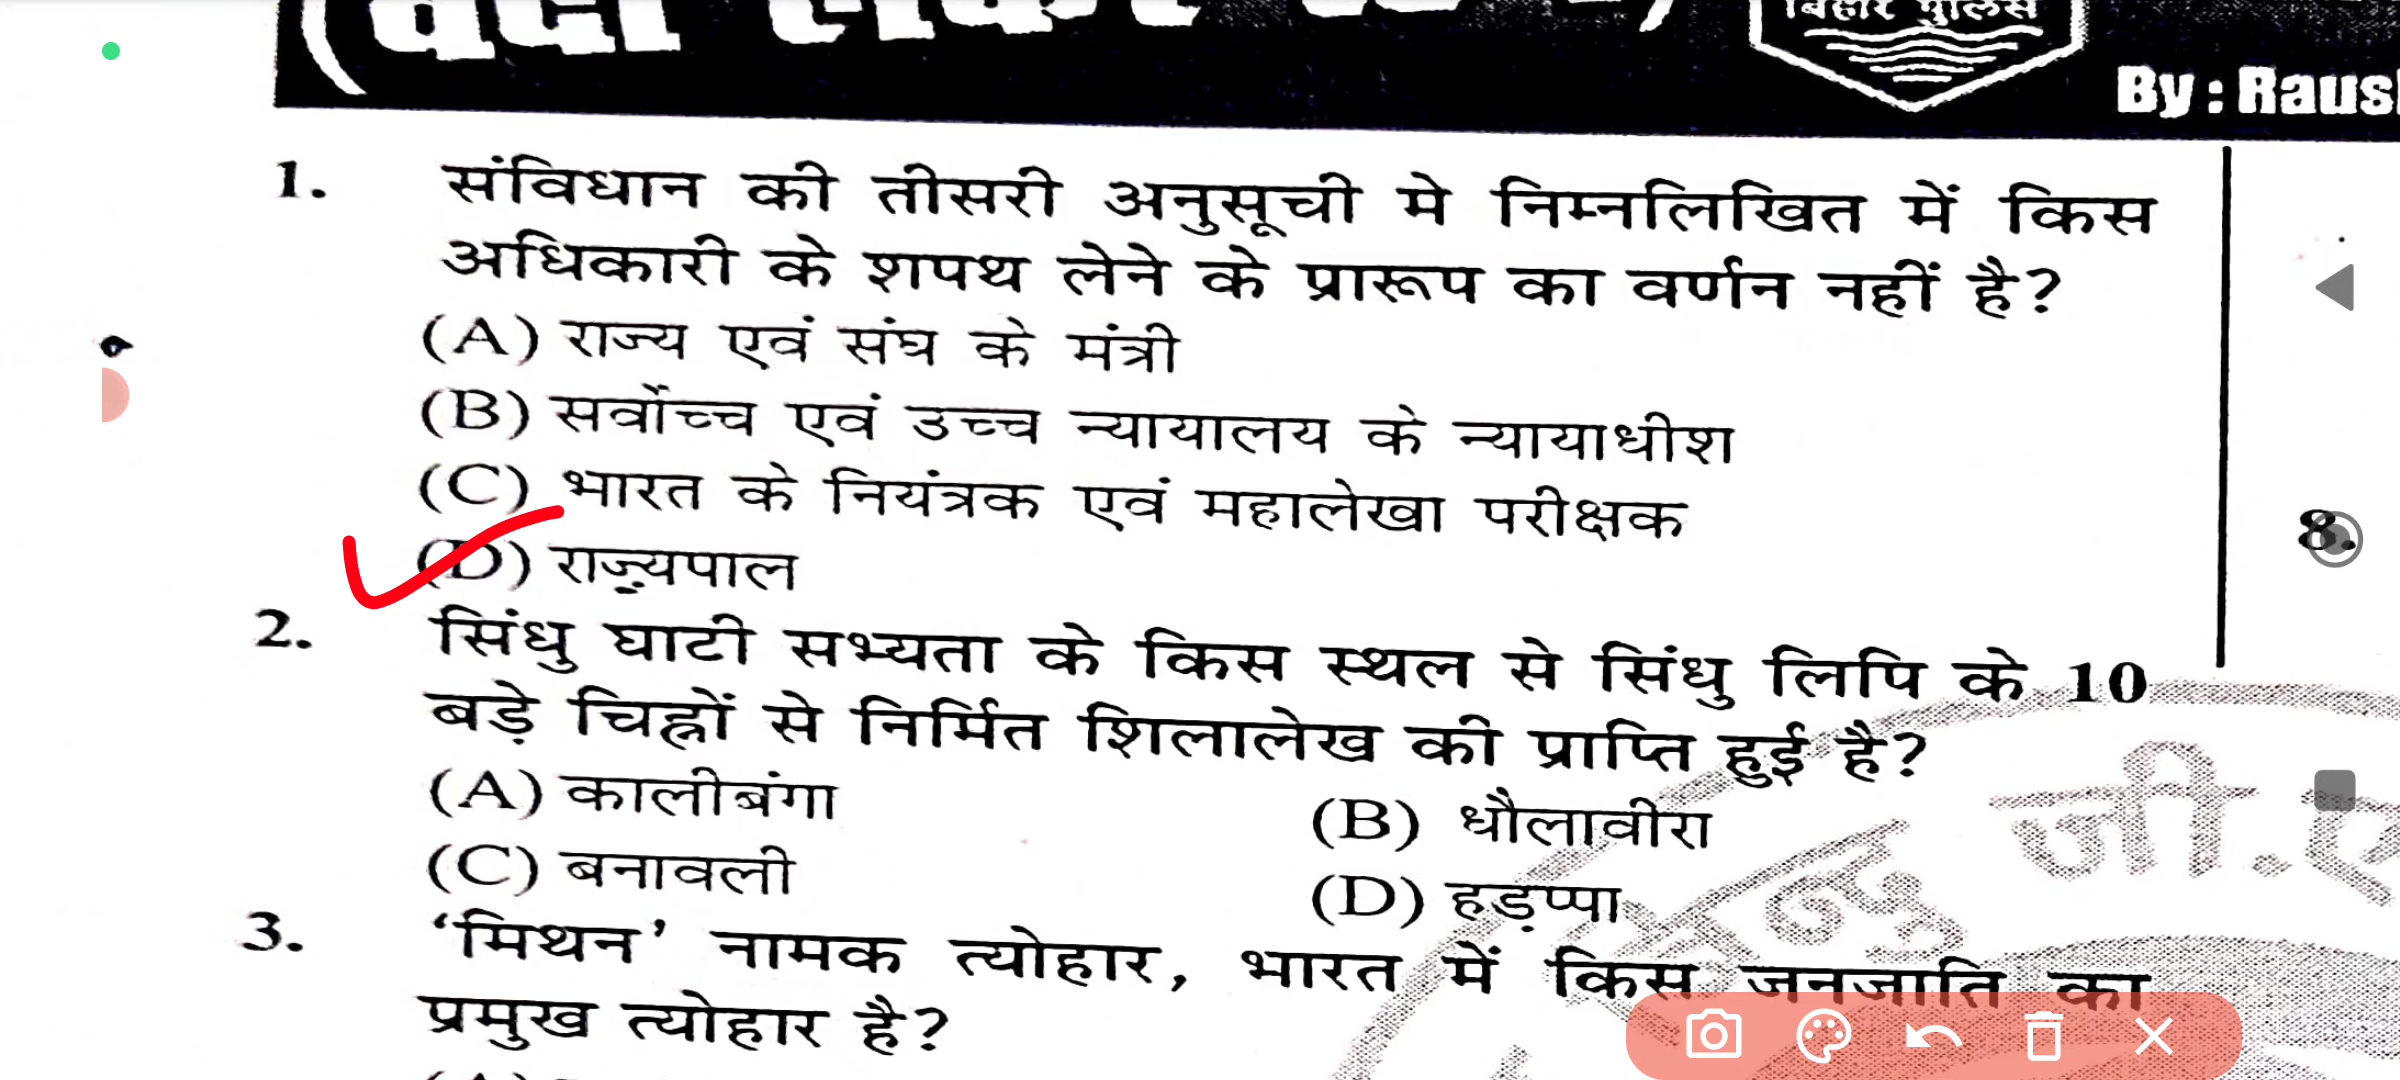 बिहार पुलिस
By : Raus
1. संविधान की तीसरी अनुसूची मे निम्नलिखित में किस
अधिकारी के शपथ लेने के प्रारूप का वर्णन नहीं है?
(A) राज्य एवं संघ के मंत्री
(B) सर्वोच्च एवं उच्च न्यायालय के न्यायाधीश
(C) भारत के नियंत्रक एवं महालेखा परीक्षक
(D) राज्यपाल
2. सिंधु घाटी सभ्यता के किस स्थल से सिंधु लिपि के 10
बड़े चिह्नों से निर्मित शिलालेख की प्राप्ति हुई है?
(A) कालीबंगा
(B) धौलावीरा
(C) बनावली
(D) हड़प्पा
3. ‘मिथन’ नामक त्योहार, भारत में किस जनजाति का
प्रमुख त्योहार है?
8.
जी.ए